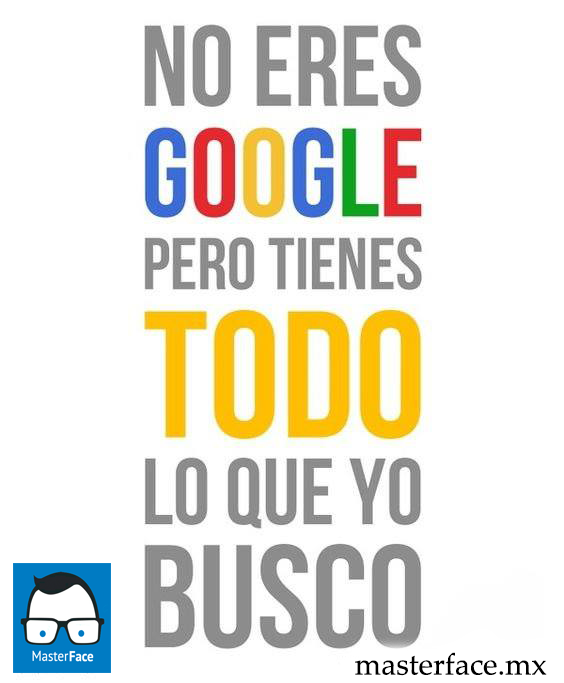 NO ERES
GOOGLE
PERO TIENES
TODO
LO QUE YO
BUSCO
MasterFace
masterface.mx